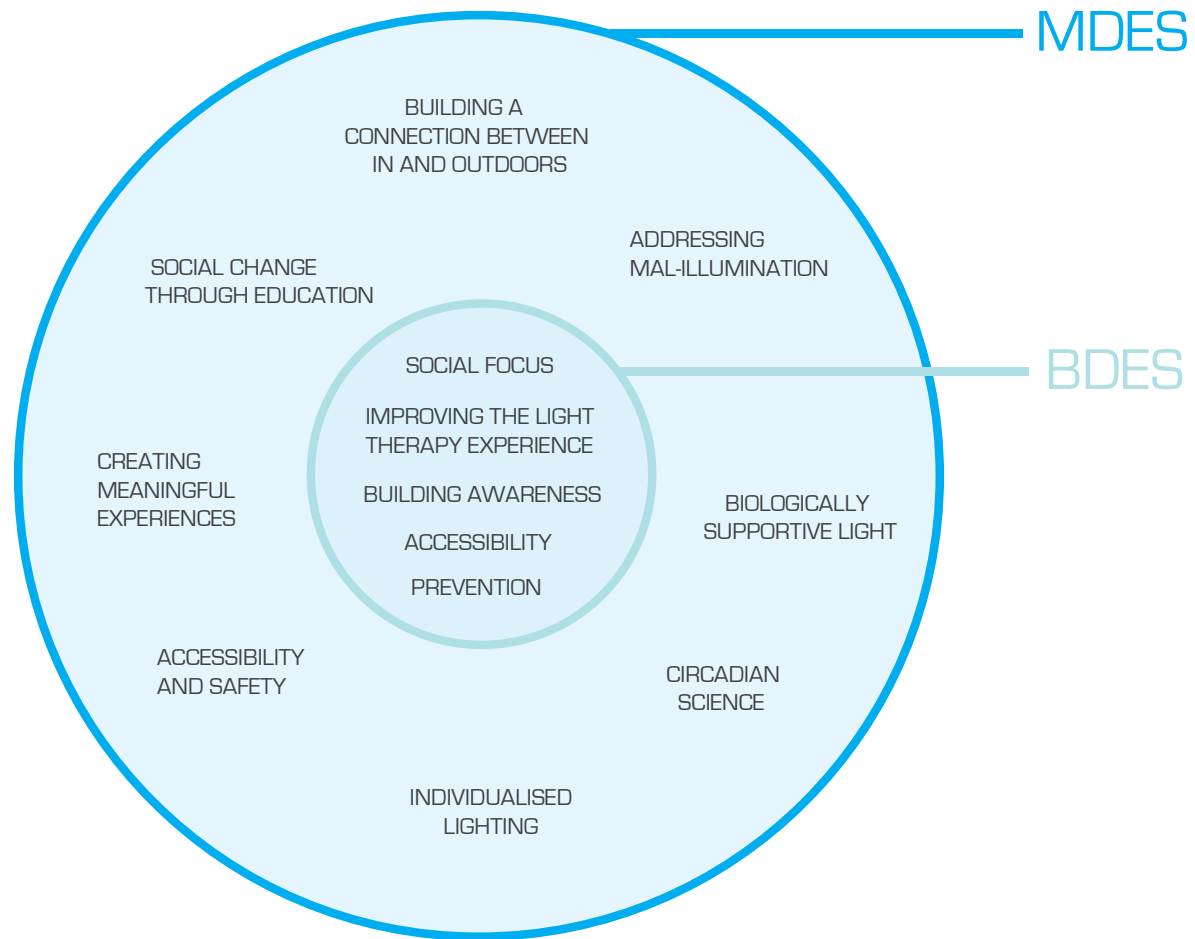 MDES
BUILDING A
CONNECTION BETWEEN
IN AND OUTDOORS
ADDRESSING
MAL-ILLUMINATION
SOCIAL CHANGE
THROUGH EDUCATION
SOCIAL FOCUS
BDES
IMPROVING THE LIGHT
THERAPY EXPERIENCE
CREATING
MEANINGFUL
EXPERIENCES
BUILDING AWARENESS
BIOLOGICALLY
SUPPORTIVE LIGHT
ACCESSIBILITY
PREVENTION
ACCESSIBILITY
AND SAFETY
CIRCADIAN
SCIENCE
INDIVIDUALISED
LIGHTING